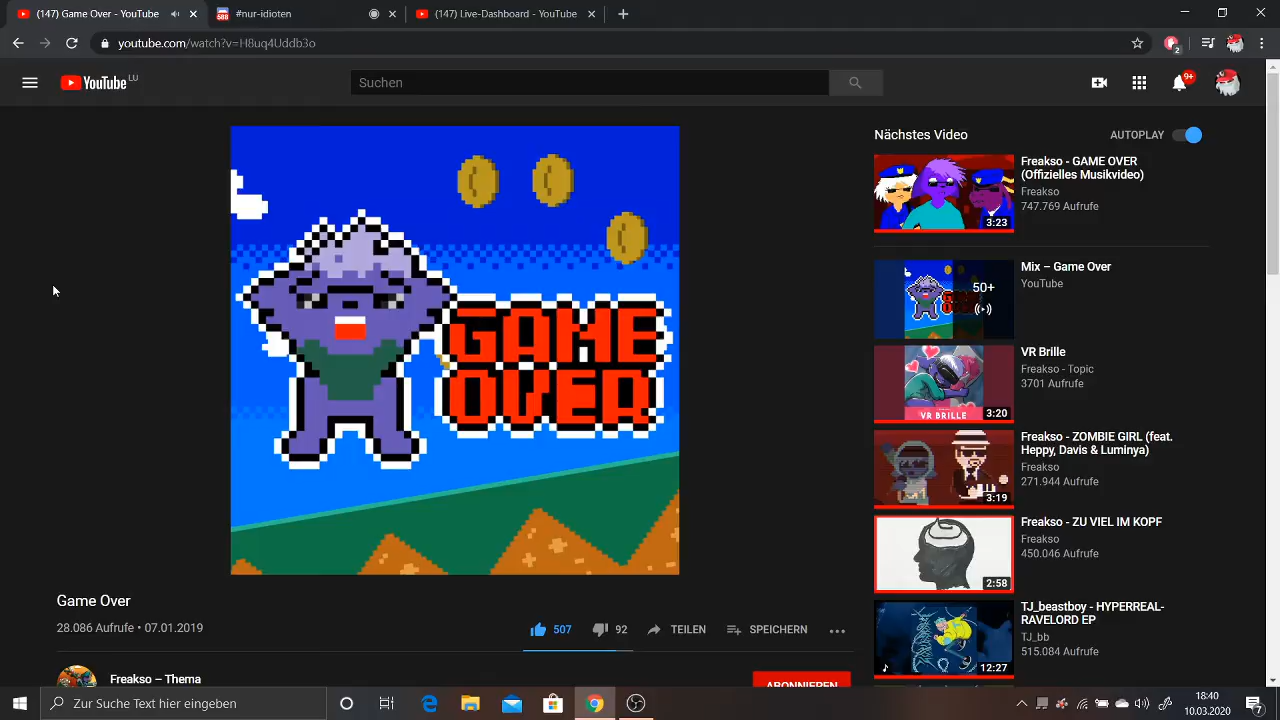 (147) Game Over - YouTube
#nur-idioten
(147) Live-Dashboard - YouTube
588
youtube.com/watch?v=H8uq4Uddb3o
2
YouTube LU
Suchen
9+
GAME
OVER
Nächstes Video
AUTOPLAY
Freakso - GAME OVER
(Offizielles Musikvideo)
Freakso
747.769 Aufrufe
3:23
Mix – Game Over
YouTube
50+
VR Brille
Freakso - Topic
3701 Aufrufe
VR BRILLE
3:20
Freakso - ZOMBIE GIRL (feat.
Heppy, Davis & Luminya)
Freakso
271.944 Aufrufe
3:19
Freakso - ZU VIEL IM KOPF
Freakso
450.046 Aufrufe
2:58
TJ_beastboy - HYPERREAL-
RAVELORD EP
TJ_bb
515.084 Aufrufe
12:27
Game Over
28.086 Aufrufe • 07.01.2019
507
92
TEILEN
SPEICHERN
Freakso – Thema
ABONNIEREN
Zur Suche Text hier eingeben
18:40
10.03.2020
7